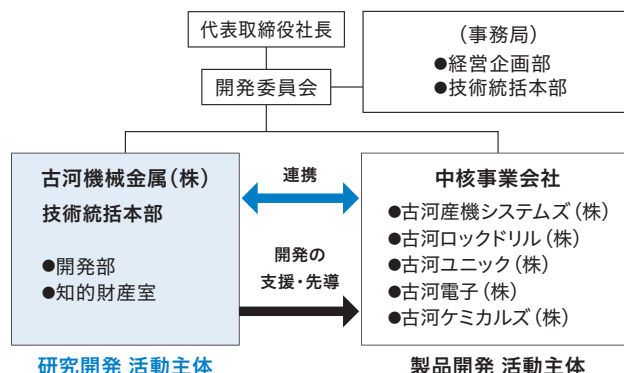 代表取締役社長
開発委員会
（事務局）
●経営企画部
●技術統括本部
古河機械金属（株）
技術統括本部
●開発部
●知的財産室
研究開発 活動主体
連携
開発の
支援・先導
中核事業会社
●古河産機システムズ（株）
●古河ロックドリル（株）
●古河ユニック（株）
●古河電子（株）
●古河ケミカルズ（株）
製品開発 活動主体